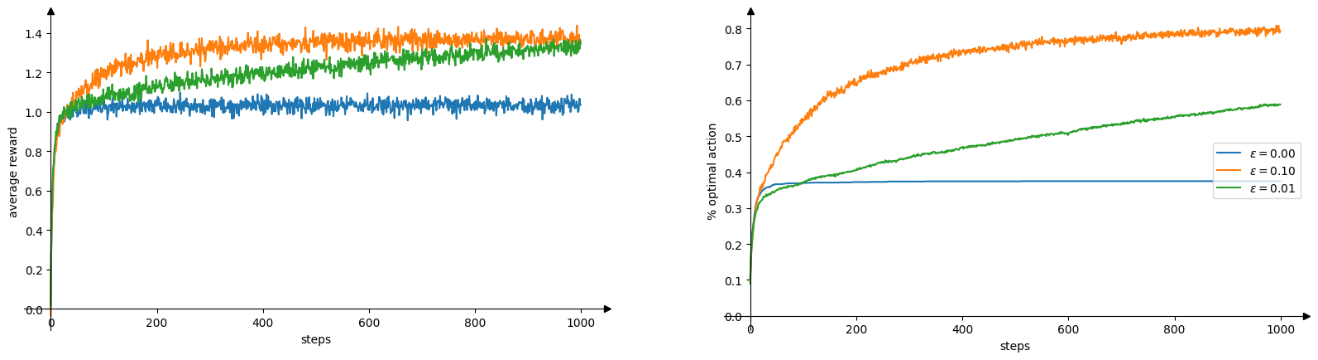 1.4
1.2
1.0
0.8
0.6
0.4
0.2
0.0
average reward
0 200 400 600 800 1000
steps
0.8
0.7
0.6
0.5
0.4
0.3
0.2
0.1
0.0
% optimal action
0 200 400 600 800 1000
steps
ε = 0.00
ε = 0.10
ε = 0.01